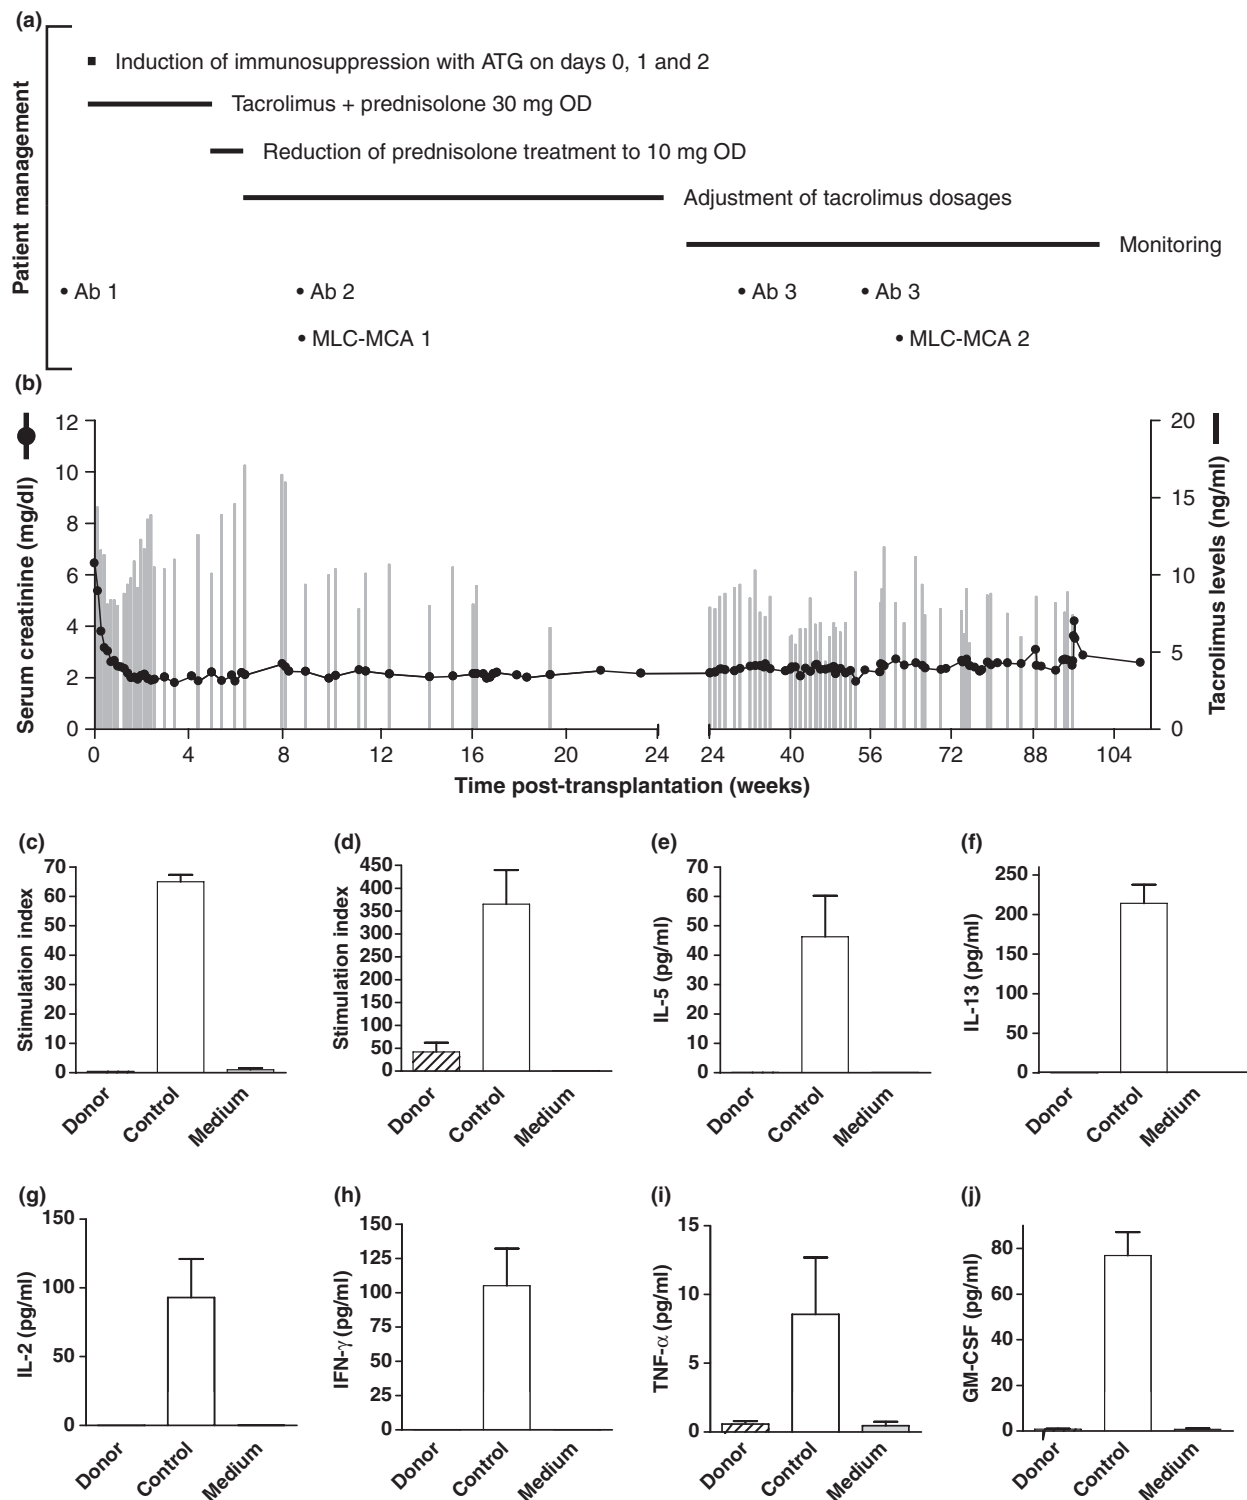 (a)
Patient management
Induction of immunosuppression with ATG on days 0, 1 and 2
Tacrolimus + prednisolone 30 mg OD
Reduction of prednisolone treatment to 10 mg OD
Adjustment of tacrolimus dosages
Monitoring
Ab 1
Ab 2
Ab 3
Ab 3
MLC-MCA 1
MLC-MCA 2
(b)
Serum creatinine (mg/dl)
12
10
8
6
4
2
0
Tacrolimus levels (ng/ml)
20
15
10
5
0
0 4 8 12 16 20 24 24 40 56 72 88 104
Time post-transplantation (weeks)
(c)
Stimulation index
70
60
50
40
30
20
10
0
Donor
Control
Medium
(d)
Stimulation index
450
400
350
300
250
200
150
100
50
0
Donor
Control
Medium
(e)
IL-5 (pg/ml)
70
60
50
40
30
20
10
0
Donor
Control
Medium
(f)
IL-13 (pg/ml)
250
200
150
100
50
0
Donor
Control
Medium
(g)
IL-2 (pg/ml)
150
100
50
0
Donor
Control
Medium
(h)
IFN-γ (pg/ml)
150
125
100
75
50
25
0
Donor
Control
Medium
(i)
TNF-α (pg/ml)
15
10
5
0
Donor
Control
Medium
(j)
GM-CSF (pg/ml)
80
60
40
20
0
Donor
Control
Medium